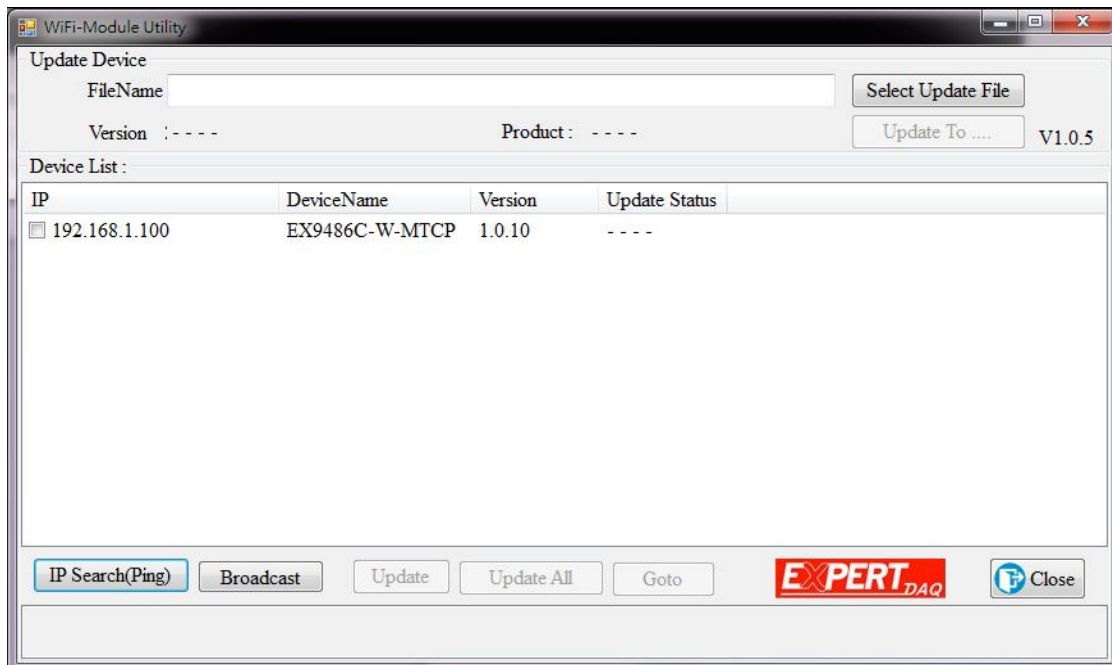 WiFi-Module Utility
Update Device
FileName Select Update File
Version :- - - - Product : - - - - Update To .... V1.0.5
Device List :
IP DeviceName Version Update Status
192.168.1.100 EX9486C-W-MTCP 1.0.10 - - - -
IP Search(Ping) Broadcast Update Update All Goto EXPERT DAQ Close